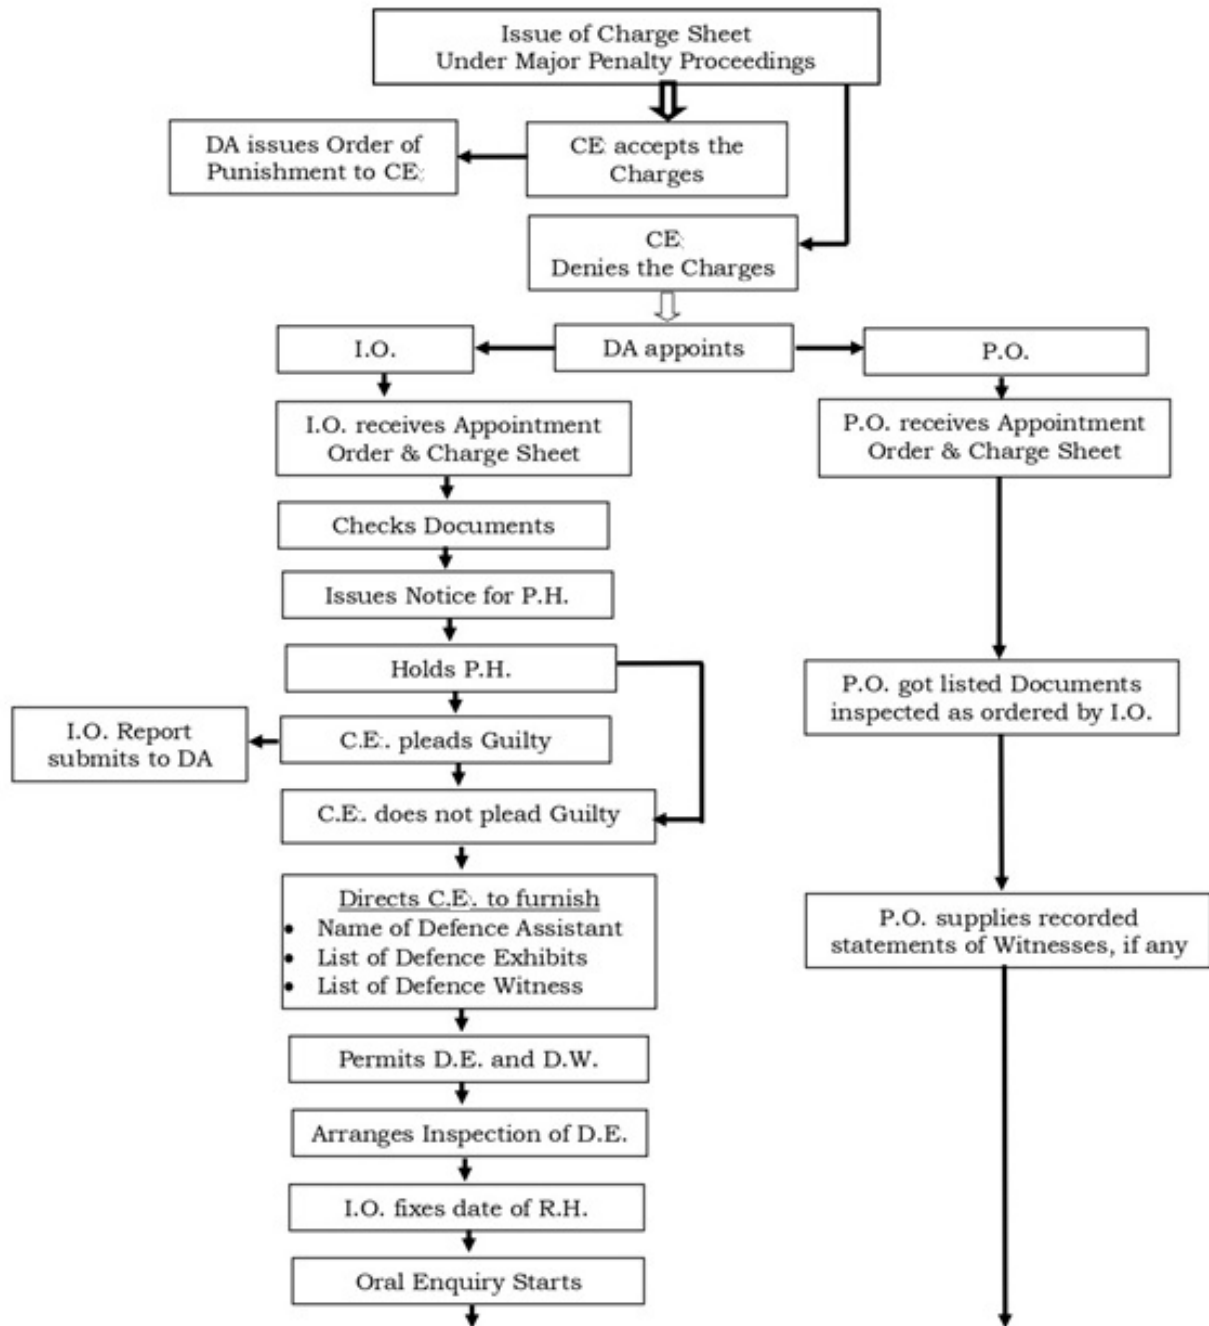 Issue of Charge Sheet
Under Major Penalty Proceedings
DA issues Order of
Punishment to CE
CE accepts the
Charges
CE
Denies the Charges
I.O.
DA appoints
P.O.
I.O. receives Appointment
Order & Charge Sheet
P.O. receives Appointment
Order & Charge Sheet
Checks Documents
Issues Notice for P.H.
Holds P.H.
P.O. got listed Documents
inspected as ordered by I.O.
I.O. Report
submits to DA
C.E. pleads Guilty
C.E. does not plead Guilty
Directs C.E. to furnish
• Name of Defence Assistant
• List of Defence Exhibits
• List of Defence Witness
P.O. supplies recorded
statements of Witnesses, if any
Permits D.E. and D.W.
Arranges Inspection of D.E.
I.O. fixes date of R.H.
Oral Enquiry Starts